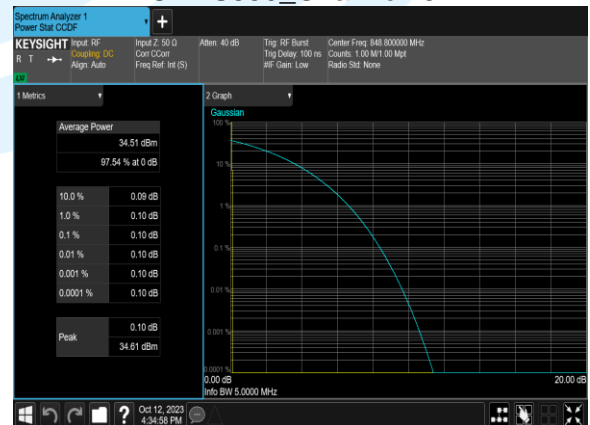 Spectrum Analyzer 1
Power Stat CCDF
+
KEYSIGHT
R T
LXI
Input: RF
Coupling: DC
Align: Auto
Input Z: 50 Ω
Corr CCorr
Freq Ref: Int (S)
Atten: 40 dB
Trig: RF Burst
Trig Delay: 100 ns
#IF Gain: Low
Center Freq: 848.800000 MHz
Counts: 1.00 M/1.00 Mpt
Radio Std: None
1 Metrics
Average Power
34.51 dBm
97.54 % at 0 dB
10.0 % 0.09 dB
1.0 % 0.10 dB
0.1 % 0.10 dB
0.01 % 0.10 dB
0.001 % 0.10 dB
0.0001 % 0.10 dB
Peak 0.10 dB
34.61 dBm
2 Graph
Gaussian
100 %
10 %
1 %
0.1 %
0.01 %
0.001 %
0.0001 %
0.00 dB 20.00 dB
Info BW 5.0000 MHz
?
Oct 12, 2023
4:34:58 PM